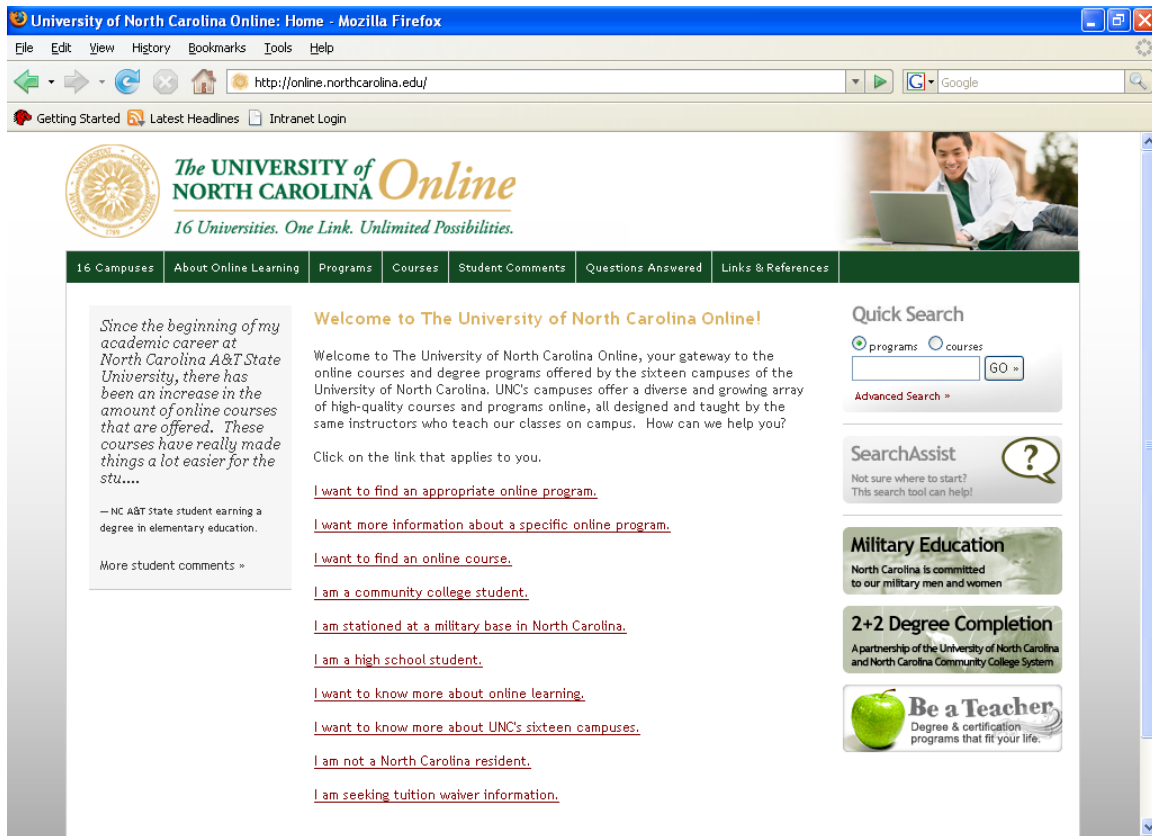 University of North Carolina Online: Home - Mozilla Firefox
File Edit View History Bookmarks Tools Help
http://online.northcarolina.edu/
G Google
Getting Started Latest Headlines Intranet Login
The UNIVERSITY of
NORTH CAROLINA Online
16 Universities. One Link. Unlimited Possibilities.
1789
16 Campuses About Online Learning Programs Courses Student Comments Questions Answered Links & References
Since the beginning of my
academic career at
North Carolina A&T State
University, there has
been an increase in the
amount of online courses
that are offered. These
courses have really made
things a lot easier for the
stu....
— NC A&T State student earning a
degree in elementary education.
More student comments »
Welcome to The University of North Carolina Online!
Welcome to The University of North Carolina Online, your gateway to the
online courses and degree programs offered by the sixteen campuses of the
University of North Carolina. UNC's campuses offer a diverse and growing array
of high-quality courses and programs online, all designed and taught by the
same instructors who teach our classes on campus. How can we help you?
Click on the link that applies to you.
I want to find an appropriate online program.
I want more information about a specific online program.
I want to find an online course.
I am a community college student.
I am stationed at a military base in North Carolina.
I am a high school student.
I want to know more about online learning.
I want to know more about UNC's sixteen campuses.
I am not a North Carolina resident.
I am seeking tuition waiver information.
Quick Search
programs courses
GO »
Advanced Search »
SearchAssist
?
Not sure where to start?
This search tool can help!
Military Education
North Carolina is committed
to our military men and women
2+2 Degree Completion
A partnership of the University of North Carolina
and North Carolina Community College System
Be a Teacher
Degree & certification
programs that fit your life.